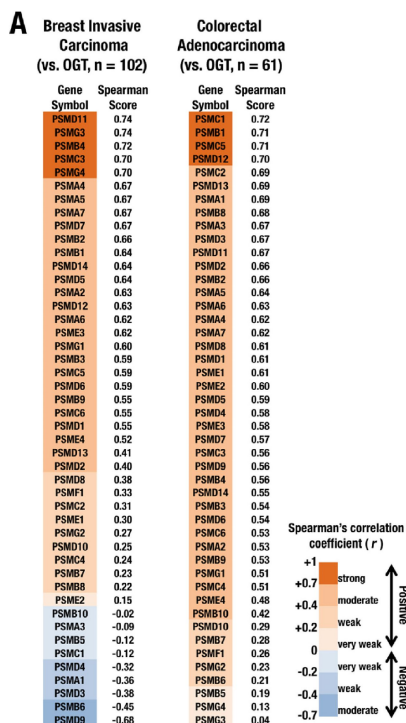 A
Breast Invasive
Carcinoma
(vs. OGT, n = 102)
Gene Spearman
Symbol Score
PSMD11 0.74
PSMG3 0.74
PSMB4 0.72
PSMC3 0.70
PSMG4 0.70
PSMA4 0.67
PSMA5 0.67
PSMA7 0.67
PSMD7 0.67
PSMB2 0.66
PSMB1 0.64
PSMD14 0.64
PSMD5 0.64
PSMA2 0.63
PSMD12 0.63
PSMA6 0.62
PSME3 0.62
PSMG1 0.60
PSMB3 0.59
PSMC5 0.59
PSMD6 0.59
PSMB9 0.55
PSMC6 0.55
PSMD1 0.55
PSME4 0.52
PSMD13 0.41
PSMD2 0.40
PSMD8 0.38
PSMF1 0.33
PSMC2 0.31
PSME1 0.30
PSMG2 0.27
PSMD10 0.25
PSMC4 0.24
PSMB7 0.23
PSMB8 0.22
PSME2 0.15
PSMB10 -0.02
PSMA3 -0.09
PSMB5 -0.12
PSMC1 -0.12
PSMD4 -0.32
PSMA1 -0.36
PSMD3 -0.38
PSMB6 -0.45
PSMD9 -0.68
Colorectal
Adenocarcinoma
(vs. OGT, n = 61)
Gene Spearman
Symbol Score
PSMC1 0.72
PSMB1 0.71
PSMC5 0.71
PSMD12 0.70
PSMC2 0.69
PSMD13 0.69
PSMA1 0.69
PSMB8 0.68
PSMA3 0.67
PSMD3 0.67
PSMD11 0.67
PSMD2 0.66
PSMB2 0.66
PSMA5 0.64
PSMA6 0.63
PSMA4 0.62
PSMA7 0.62
PSMD8 0.61
PSMD1 0.61
PSME1 0.61
PSME2 0.60
PSMD5 0.59
PSMD4 0.58
PSME3 0.58
PSMD7 0.57
PSMC3 0.56
PSMD9 0.56
PSMB4 0.56
PSMD14 0.55
PSMB3 0.54
PSMD6 0.54
PSMC6 0.53
PSMA2 0.53
PSMB9 0.53
PSMG1 0.51
PSMC4 0.51
PSME4 0.48
PSMB10 0.42
PSMD10 0.29
PSMB7 0.28
PSMF1 0.26
PSMG2 0.23
PSMB6 0.21
PSMB5 0.19
PSMG4 0.13
PSMG3 0.04
Spearman's correlation
coefficient ( r )
+1
strong
+0.7
moderate
+0.4
weak
+0.2
very weak
0
very weak
-0.2
weak
-0.4
moderate
-0.7
Positive
Negative